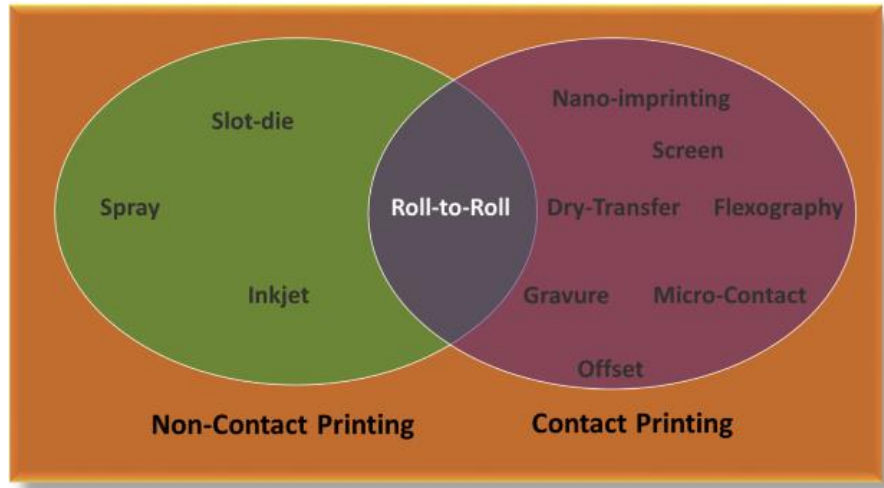 Slot-die
Spray
Inkjet
Roll-to-Roll
Nano-imprinting
Screen
Dry-Transfer
Flexography
Gravure
Micro-Contact
Offset
Non-Contact Printing
Contact Printing